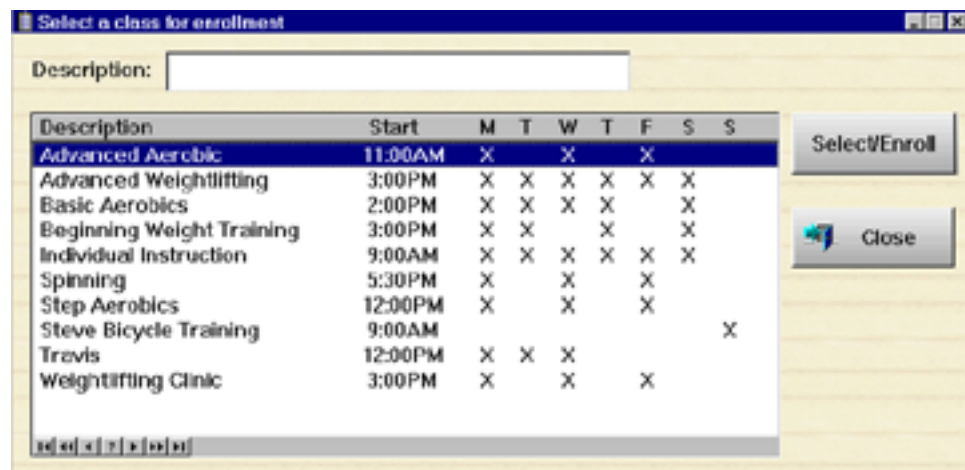 Select a class for enrollment
Description:
Description Start M T W T F S S
Advanced Aerobic 11:00AM X X X
Advanced Weightlifting 3:00PM X X X X X X
Basic Aerobics 2:00PM X X X X X
Beginning Weight Training 3:00PM X X X X
Individual Instruction 9:00AM X X X X X X
Spinning 5:30PM X X X
Step Aerobics 12:00PM X X X
Steve Bicycle Training 9:00AM X
Travis 12:00PM X X X
Weightlifting Clinic 3:00PM X X X
?
Select/Enroll
Close